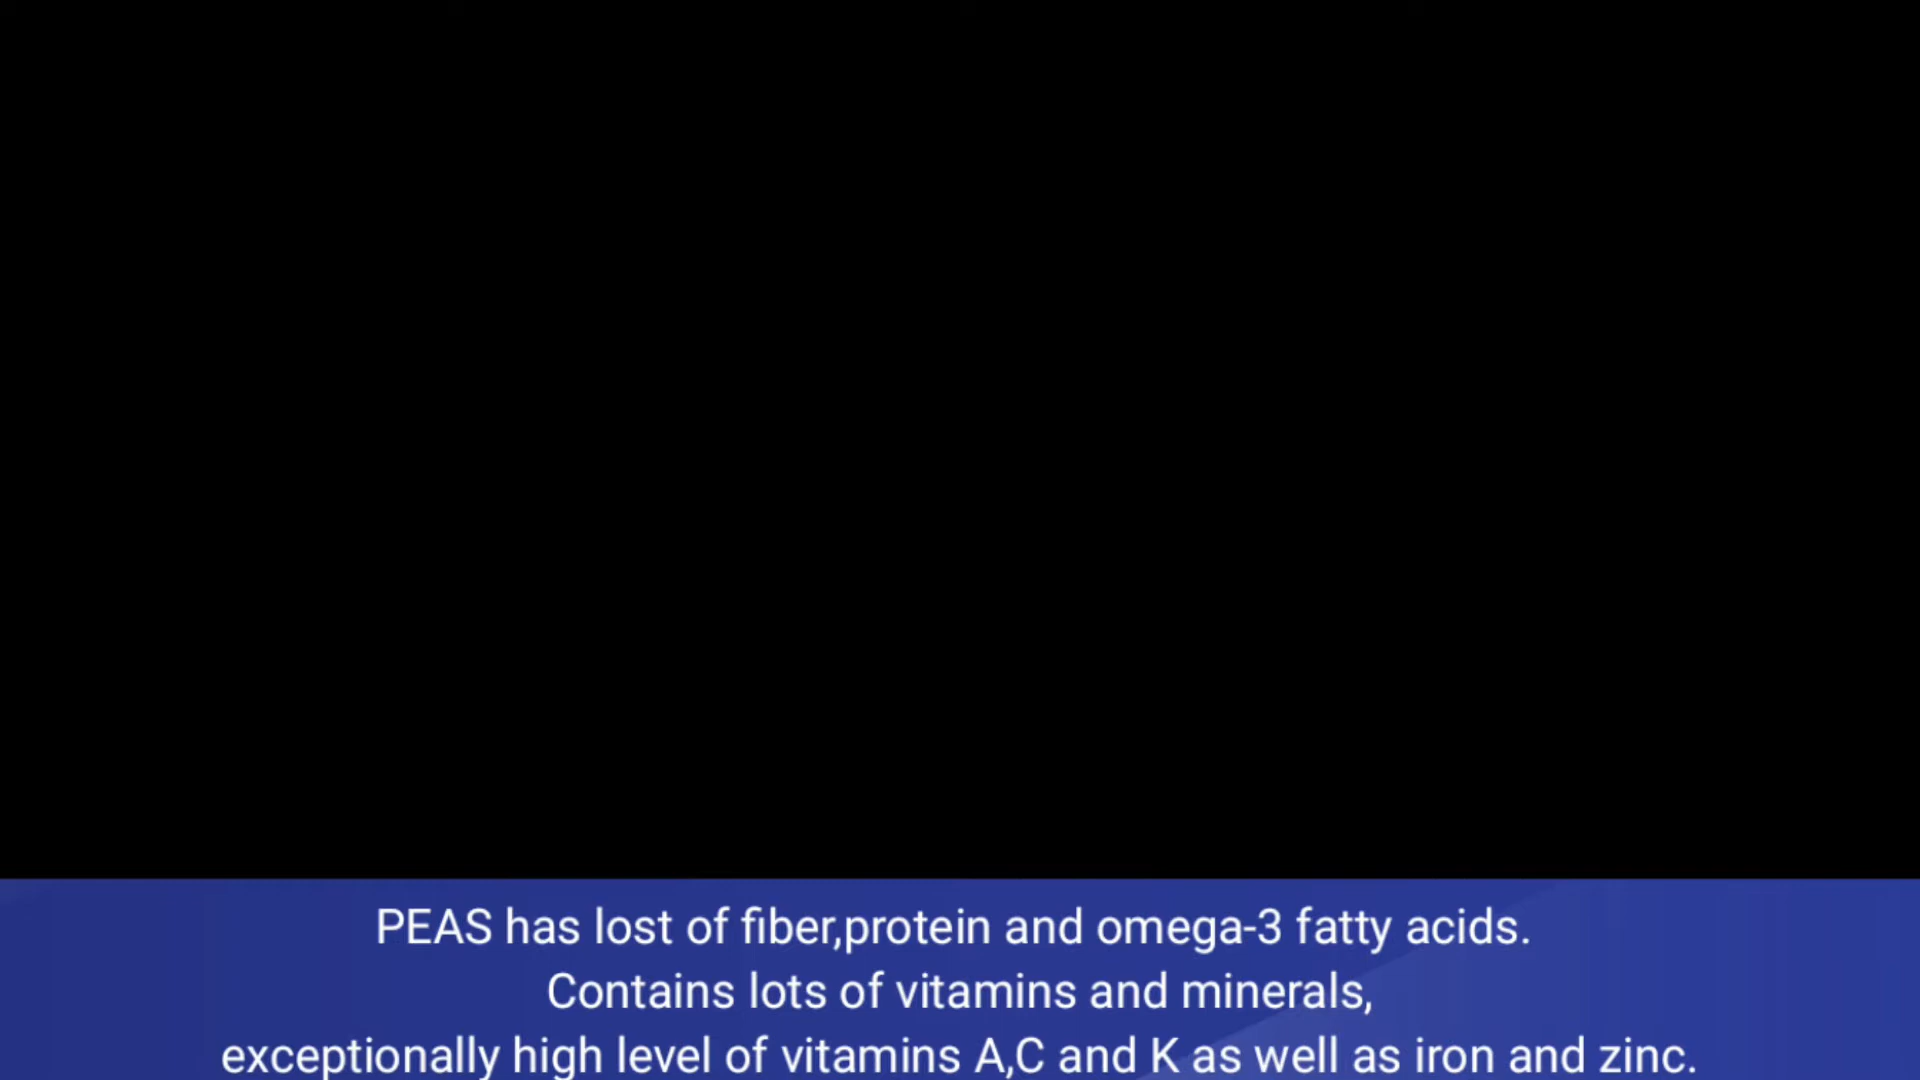 PEAS has lost of fiber,protein and omega-3 fatty acids.
Contains lots of vitamins and minerals,
exceptionally high level of vitamins A,C and K as well as iron and zinc.